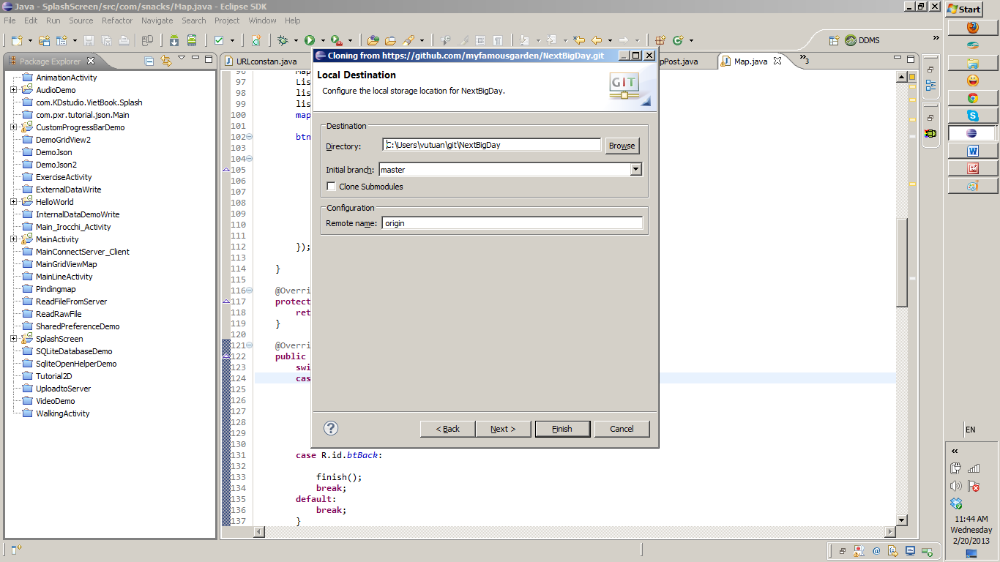 Java - SplashScreen/src/com/snacks/Map.java - Eclipse SDK
File Edit Run Source Refactor Navigate Search Project Window Help
DDMS
Package Explorer
AnimationActivity
AudioDemo
com.KDstudio.VietBook.Splash
com.pxr.tutorial.json.Main
CustomProgressBarDemo
DemoGridView2
DemoJson
DemoJson2
ExerciseActivity
ExternalDataWrite
HelloWorld
InternalDataDemoWrite
Main_Irocchi_Activity
MainActivity
MainConnectServer_Client
MainGridViewMap
MainLineActivity
Pindingmap
ReadFileFromServer
ReadRawFile
SharedPreferenceDemo
SplashScreen
SQLiteDatabaseDemo
SqliteOpenHelperDemo
Tutorial2D
UploadtoServer
VideoDemo
WalkingActivity
URLconstan.java
pPost.java
Map.java
3
97 Lis
98 lis
99 lis
100 map
101
102 btn
103
104
105
106
107
108
109
110
111
112 });
113
114 }
115
116 @Overri
117 protect
118 ret
119 }
120
121 @Overri
122 public
123 swi
124 cas
125
126
127
128
129
130
131 case R.id.btBack:
132
133 finish();
134 break;
135 default:
136 break;
137 }
Cloning from https://github.com/myfamousgarden/NextBigDay.git
Local Destination
Configure the local storage location for NextBigDay.
GIT
Destination
Directory: C:\Users\vutuan\git\NextBigDay Browse
Initial branch: master
Clone Submodules
Configuration
Remote name: origin
< Back Next > Finish Cancel
Start
EN
11:44 AM
Wednesday
2/20/2013